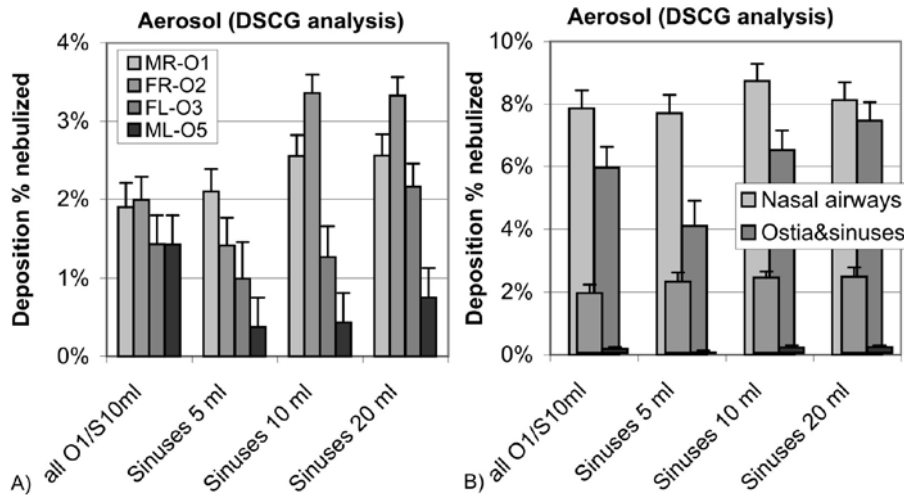 Aerosol (DSCG analysis)
Deposition % nebulized
4%
3%
2%
1%
0%
MR-O1
FR-O2
FL-O3
ML-O5
all O1/S10ml
Sinuses 5 ml
Sinuses 10 ml
Sinuses 20 ml
A)
Aerosol (DSCG analysis)
Deposition % nebulized
10%
8%
6%
4%
2%
0%
Nasal airways
Ostia&sinuses
all O1/S10ml
Sinuses 5 ml
Sinuses 10 ml
Sinuses 20 ml
B)